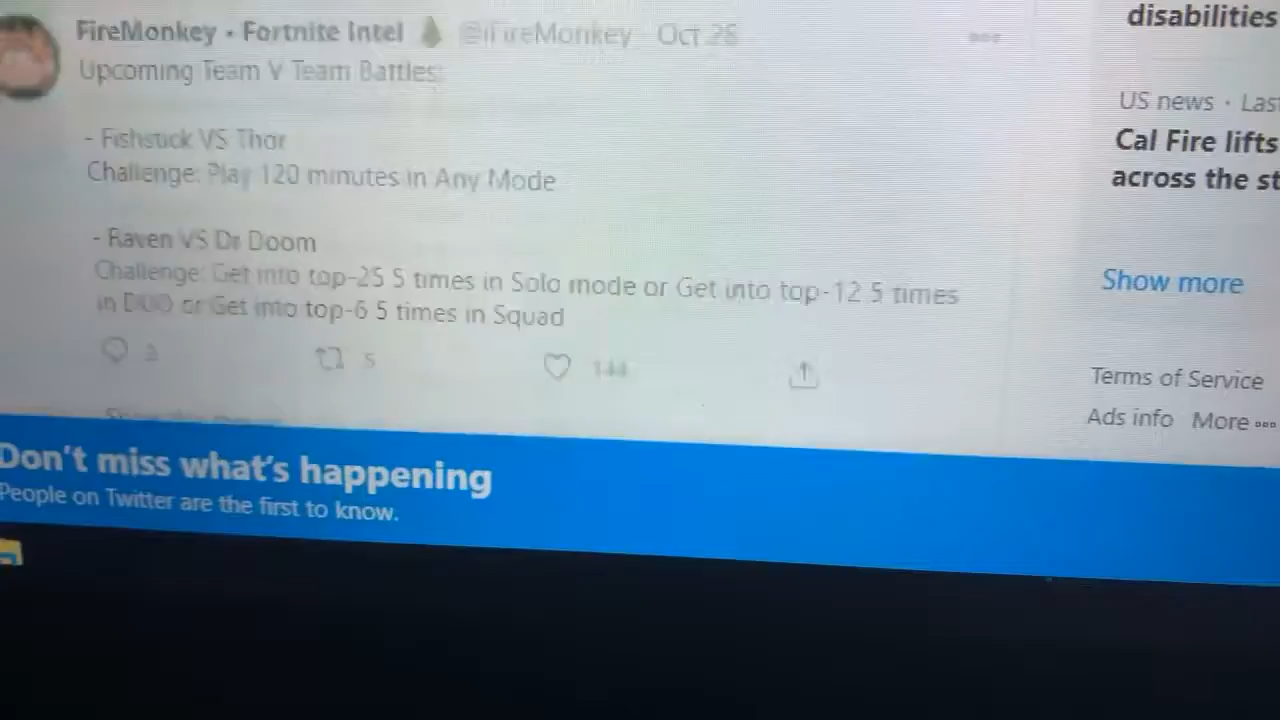 FireMonkey • Fortnite Intel @iFireMonkey · Oct 28
Upcoming Team V Team Battles:
- Fishstick VS Thor
Challenge: Play 120 minutes in Any Mode
- Raven VS Dr Doom
Challenge: Get into top-25 5 times in Solo mode or Get into top-12 5 times
in DUO or Get into top-6 5 times in Squad
3 5 144
Don't miss what's happening
People on Twitter are the first to know.
disabilities
US news · Last
Cal Fire lifts
across the st
Show more
Terms of Service
Ads info More